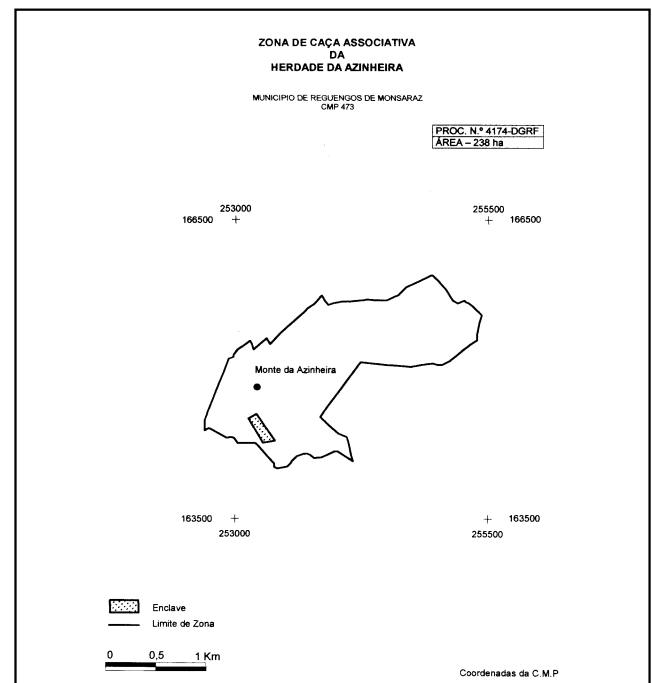 ZONA DE CAÇA ASSOCIATIVA
DA
HERDADE DA AZINHEIRA
MUNICIPIO DE REGUENGOS DE MONSARAZ
CMP 473
PROC. N.º 4174-DGRF
ÁREA – 238 ha
253000
255500
166500
166500
Monte da Azinheira
163500
163500
253000
255500
Enclave
Limite de Zona
0 0,5 1 Km
Coordenadas da C.M.P